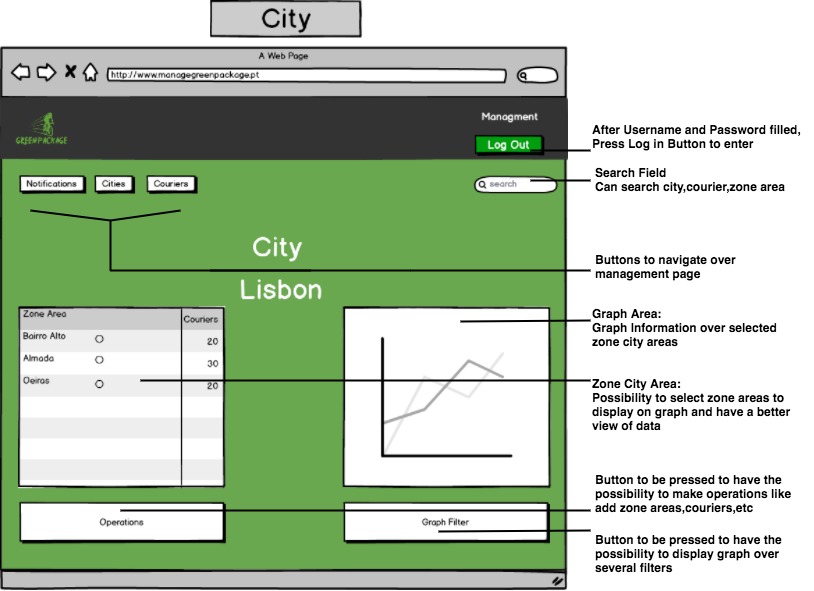 City
A Web Page
http://www.managegreenpackage.pt
GREENPACKAGE
Managment
Log Out
After Username and Password filled,
Press Log in Button to enter
Notifications
Cities
Couriers
search
Search Field
Can search city,courier,zone area
City
Lisbon
Buttons to navigate over
management page
Zone Area Couriers
Bairro Alto 20
Almada 30
Oeiras 20
Graph Area:
Graph Information over selected
zone city areas
Zone City Area:
Possibility to select zone areas to
display on graph and have a better
view of data
Operations
Graph Filter
Button to be pressed to have the
possibility to make operations like
add zone areas,couriers,etc
Button to be pressed to have the
possibility to display graph over
several filters